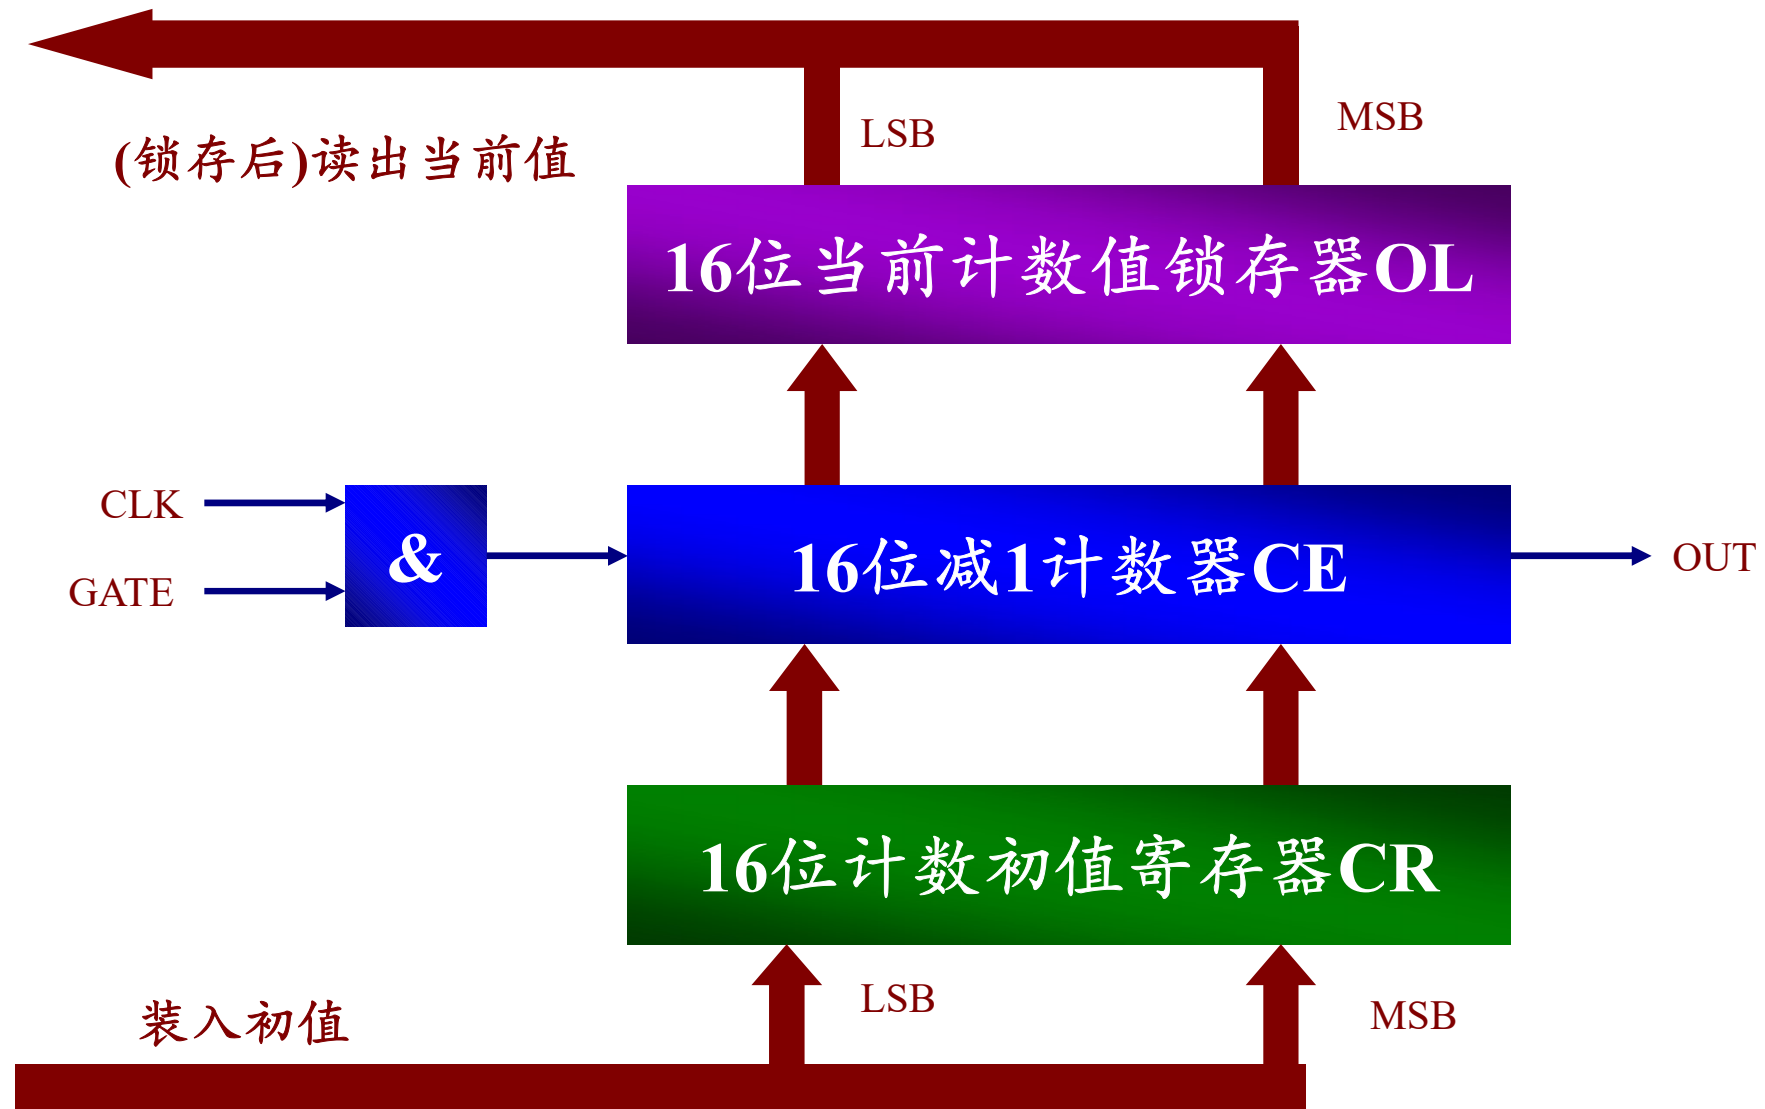 MSB
LSB
(锁存后)读出当前值
16位当前计数值锁存器OL
CLK
GATE
&
16位减1计数器CE
OUT
16位计数初值寄存器CR
LSB
MSB
装入初值